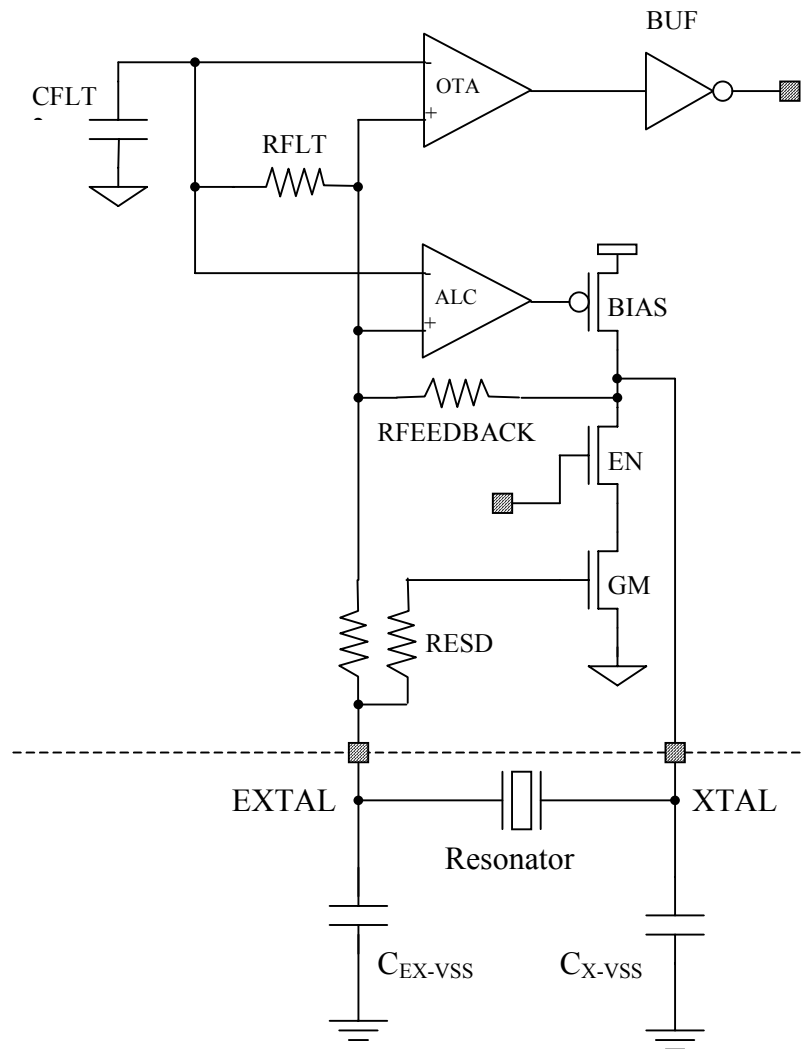 BUF
CFLT
-
OTA
+
RFLT
-
ALC
+
BIAS
RFEEDBACK
EN
GM
RESD
EXTAL
XTAL
Resonator
CEX-VSS
CX-VSS